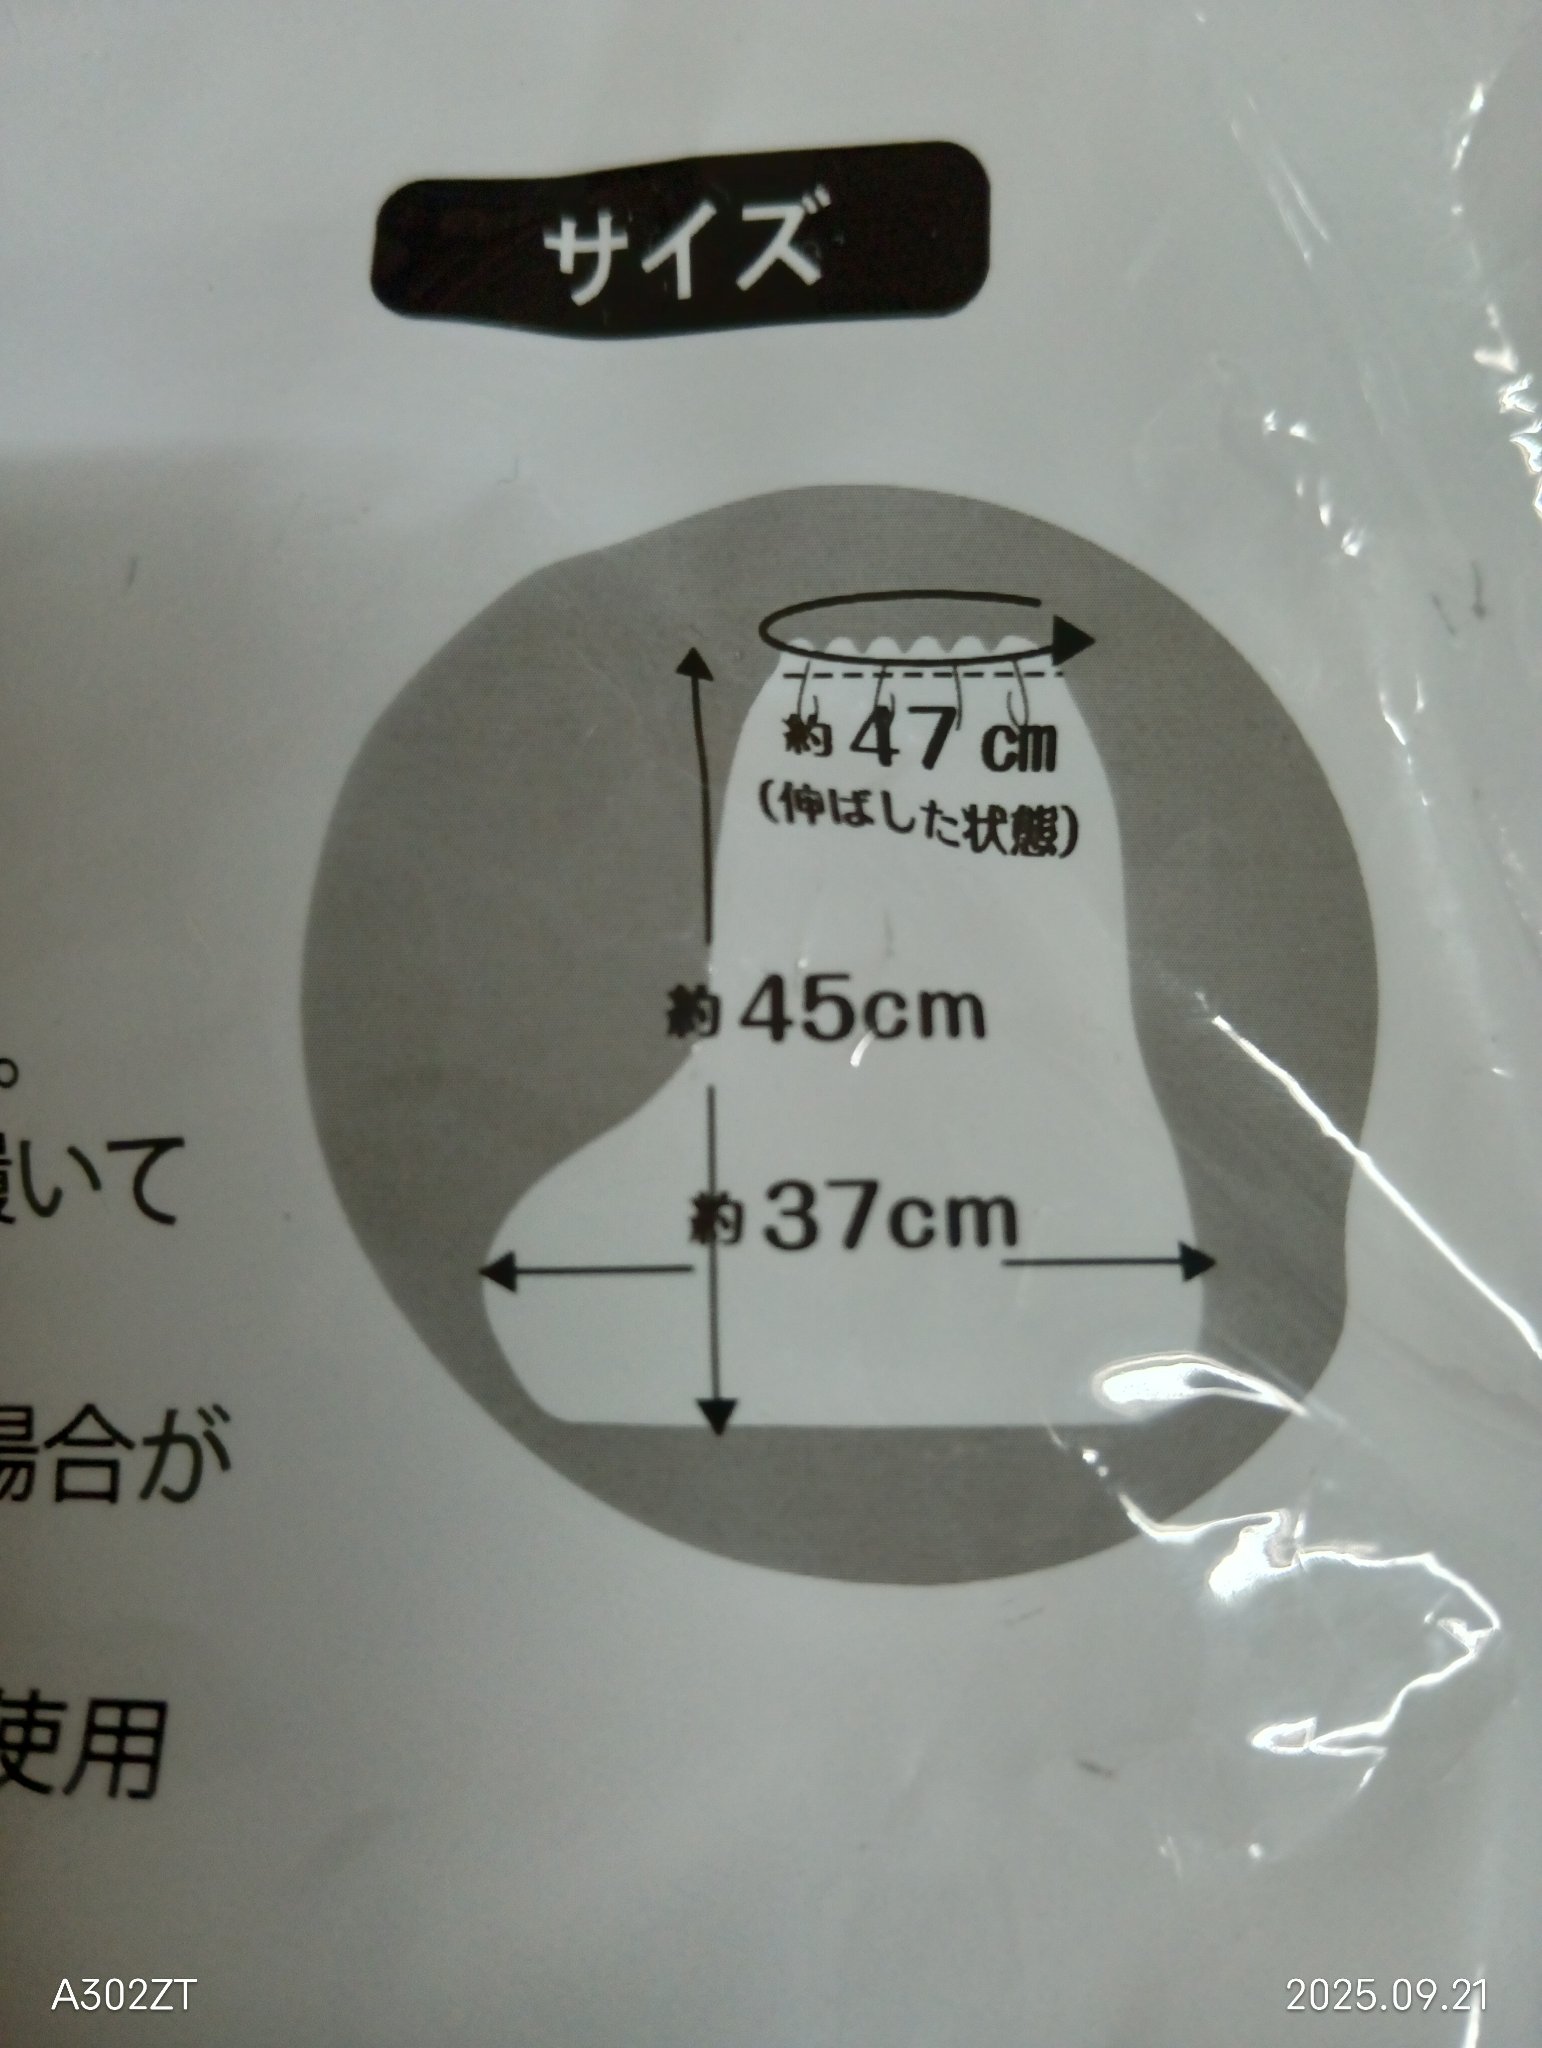 サイズ
約47cm
(伸ばした状態)
約45cm
約37cm
。
いて
場合が
使用
A302ZT
2025.09.21